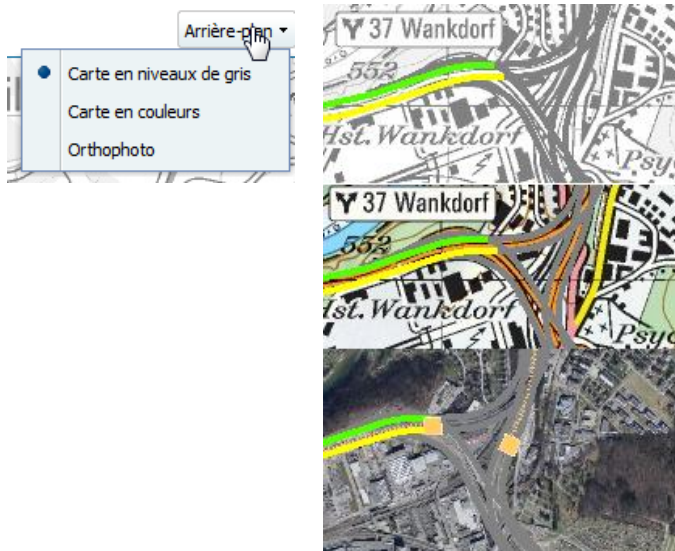 Arrière-plan
Carte en niveaux de gris
Carte en couleurs
Orthophoto
37 Wankdorf
552
Hst. Wankdorf
Psy
37 Wankdorf
552
Hst. Wankdorf
Psyc